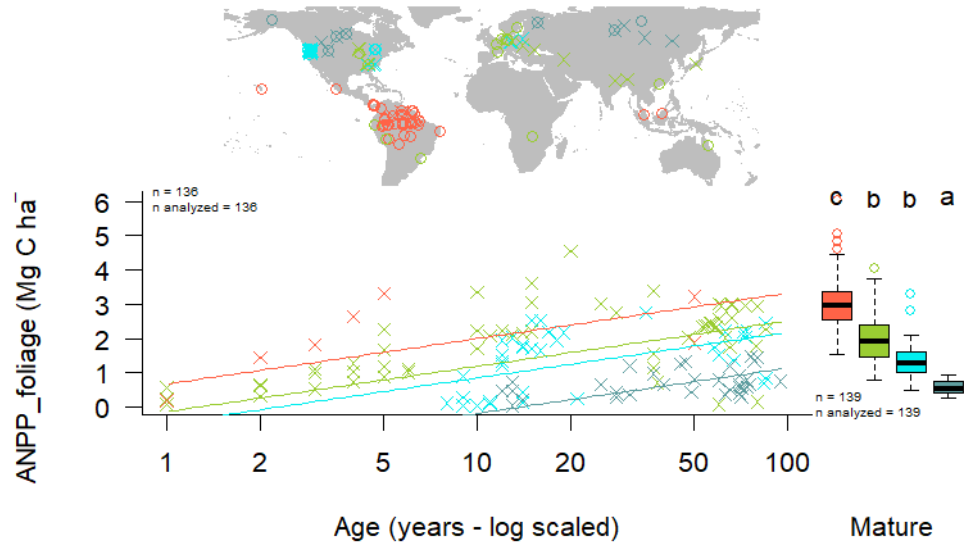 n = 136
n analyzed = 136
ANPP_foliage (Mg C ha⁻
6
5
4
3
2
1
0
1
2
5
10
20
50
100
Age (years - log scaled)
c b b a
n = 139
n analyzed = 139
Mature